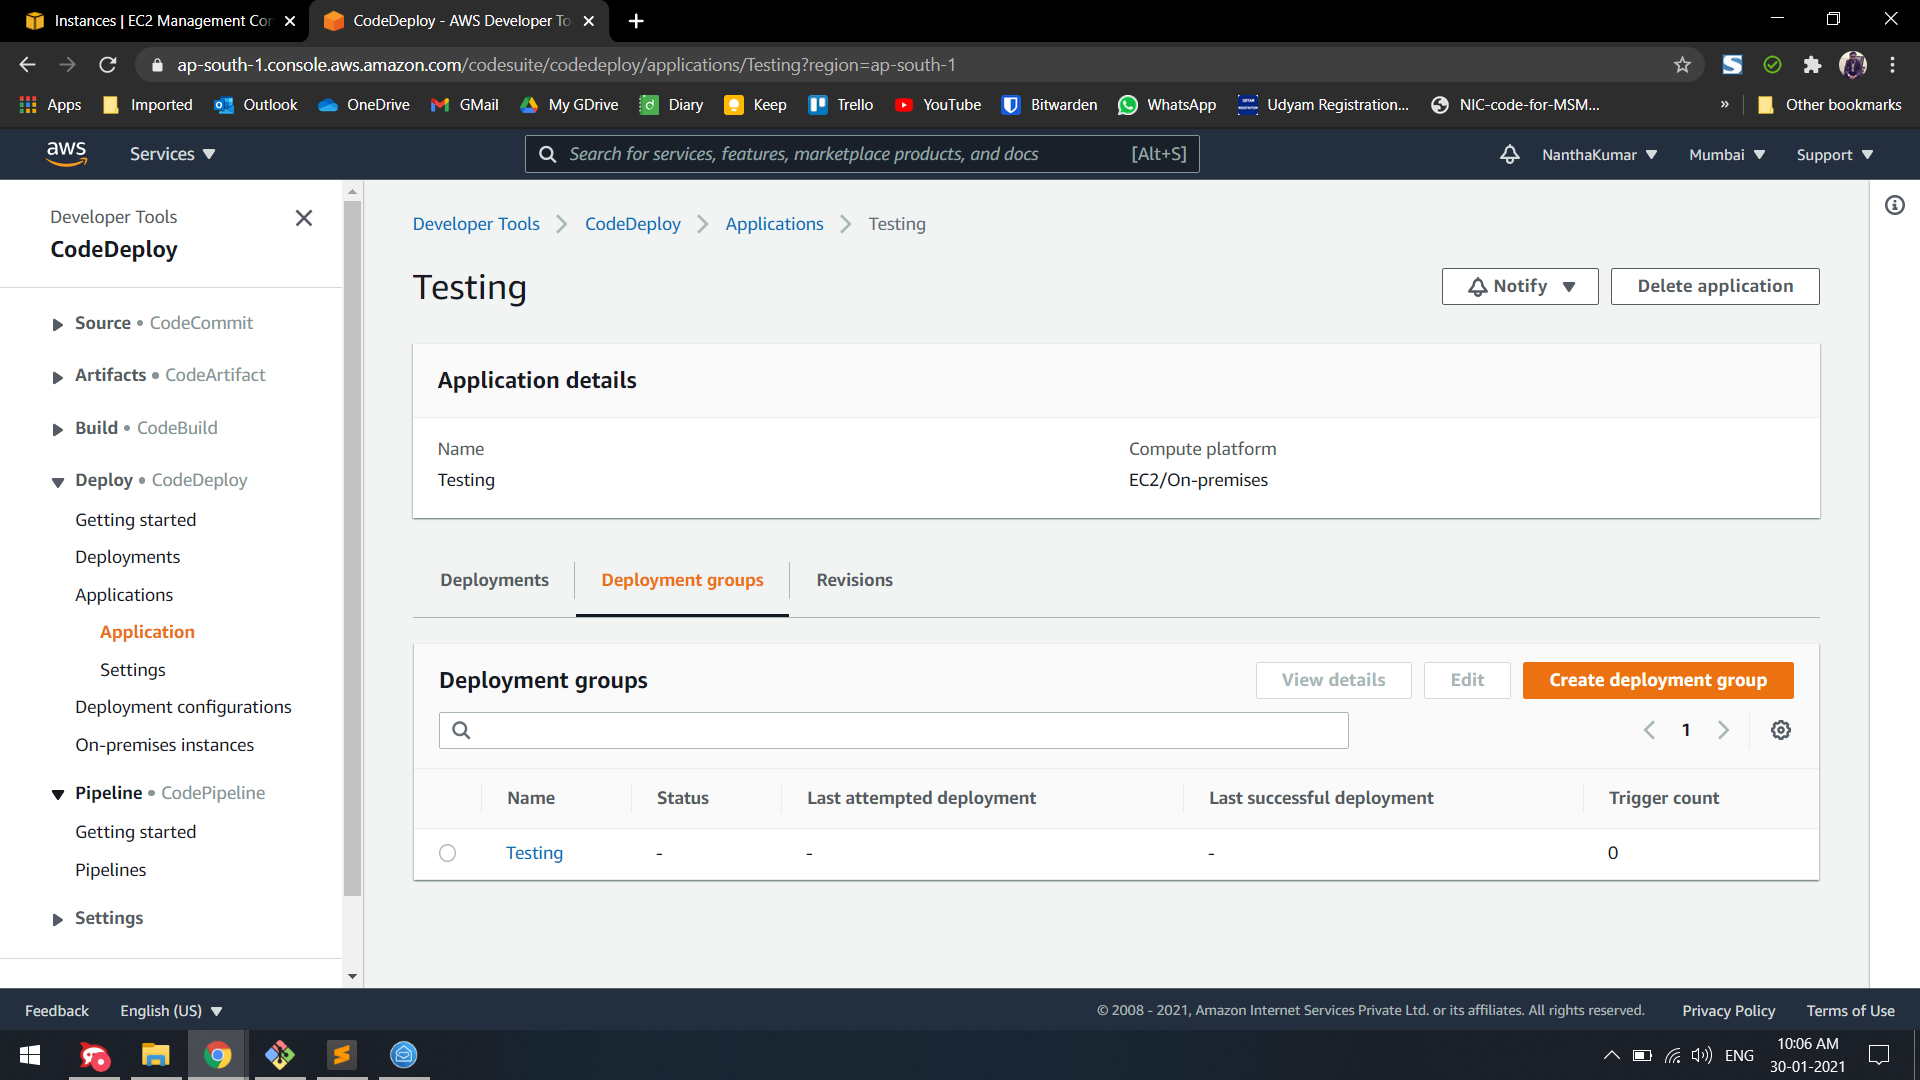 Instances | EC2 Management Con
CodeDeploy - AWS Developer To
ap-south-1.console.aws.amazon.com/codesuite/codedeploy/applications/Testing?region=ap-south-1
Apps Imported Outlook OneDrive GMail My GDrive Diary Keep Trello YouTube Bitwarden WhatsApp Udyam Registration... NIC-code-for-MSM... » Other bookmarks
aws Services Search for services, features, marketplace products, and docs [Alt+S] NanthaKumar Mumbai Support
Developer Tools
CodeDeploy
Source • CodeCommit
Artifacts • CodeArtifact
Build • CodeBuild
Deploy • CodeDeploy
Getting started
Deployments
Applications
Application
Settings
Deployment configurations
On-premises instances
Pipeline • CodePipeline
Getting started
Pipelines
Settings
Developer Tools CodeDeploy Applications Testing
Testing
Notify Delete application
Application details
Name Compute platform
Testing EC2/On-premises
Deployments Deployment groups Revisions
Deployment groups View details Edit Create deployment group
1
Name Status Last attempted deployment Last successful deployment Trigger count
Testing - - - 0
Feedback English (US) © 2008 - 2021, Amazon Internet Services Private Ltd. or its affiliates. All rights reserved. Privacy Policy Terms of Use
ENG 10:06 AM
30-01-2021